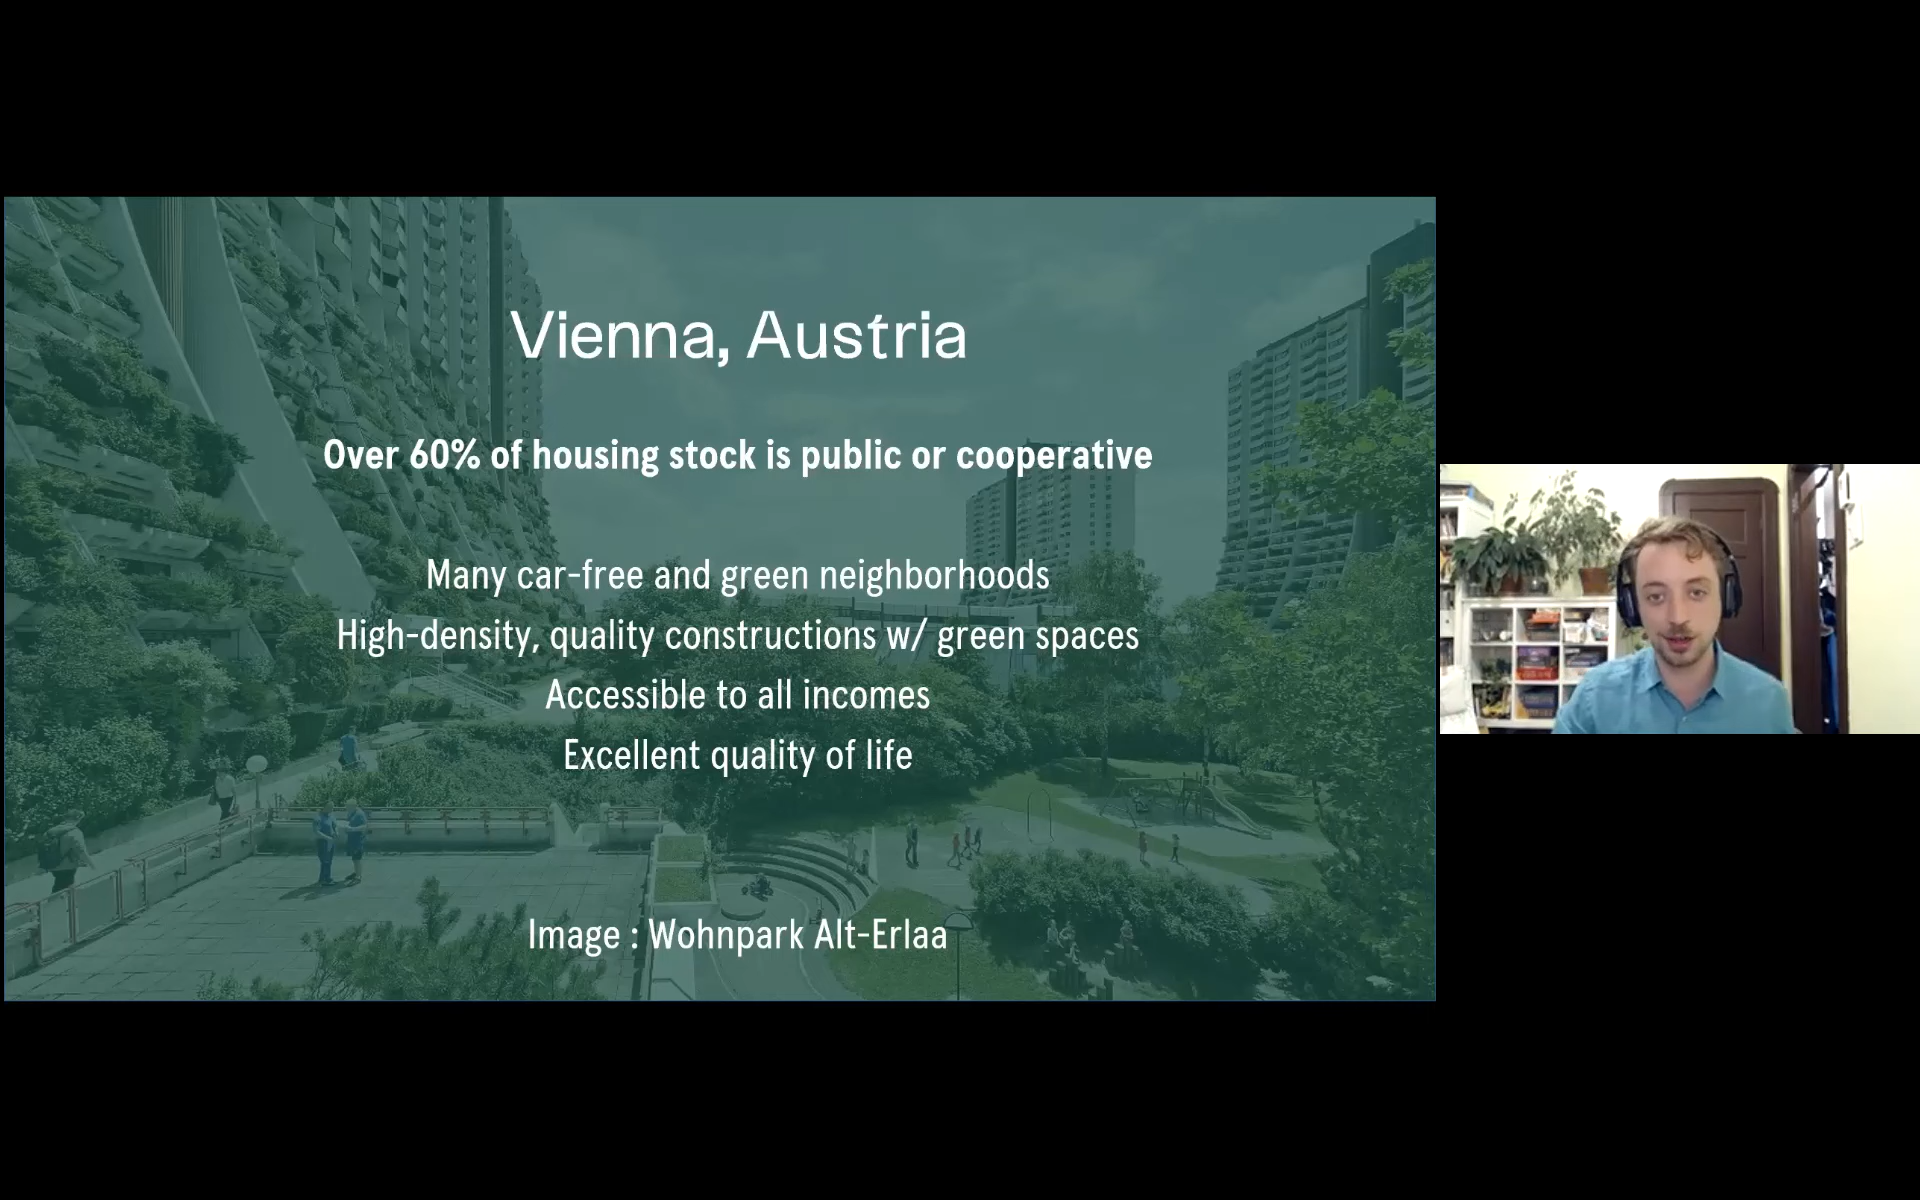 Vienna, Austria
Over 60% of housing stock is public or cooperative
Many car-free and green neighborhoods
High-density, quality constructions w/ green spaces
Accessible to all incomes
Excellent quality of life
Image : Wohnpark Alt-Erlaa